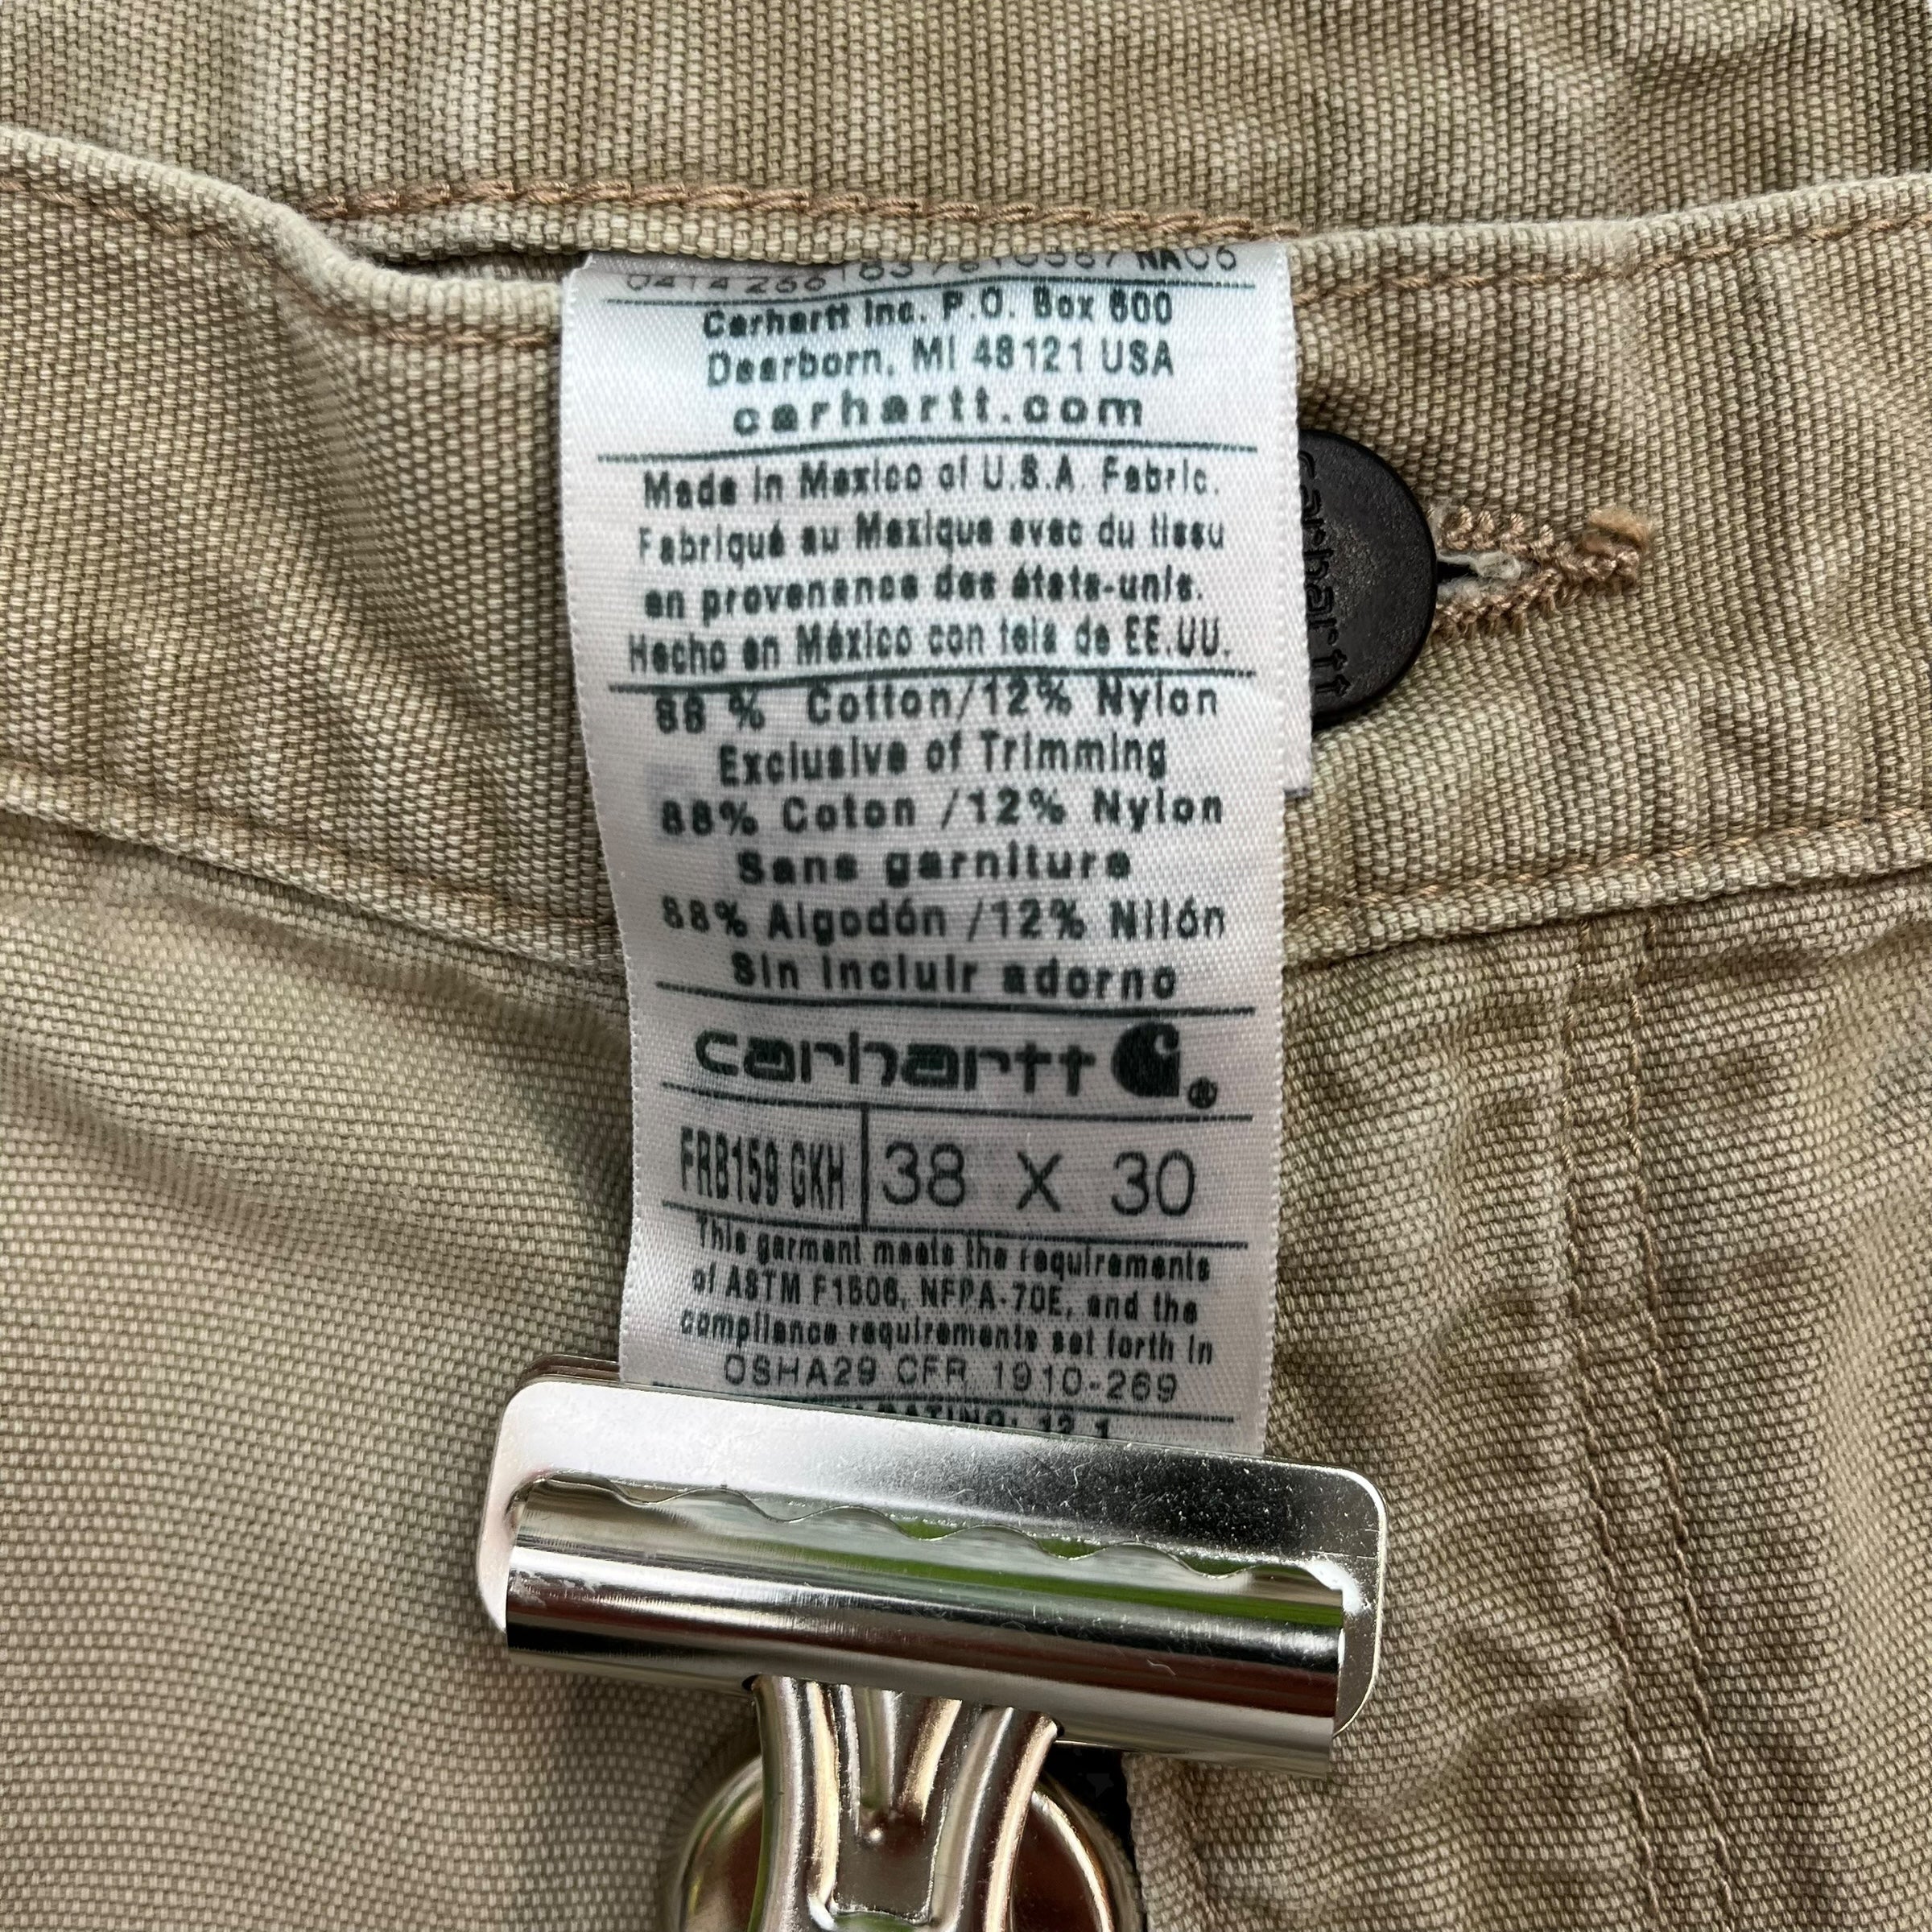 Carhartt Inc. P.O. Box 600
Dearborn, MI 48121 USA
carhartt.com
Made in Mexico of U.S.A. Fabric.
Fabriqué au Mexique avec du tissu
en provenance des états-unis.
Hecho en México con tela de EE.UU.
88 % Cotton/12% Nylon
Exclusive of Trimming
88% Coton /12% Nylon
Sans garniture
88% Algodón /12% Nilón
Sin incluir adorno
carhartt
FRB159 GKH 38 X 30
This garment meets the requirements
of ASTM F1506, NFPA-70E, and the
compliance requirements set forth in
OSHA29 CFR 1910-269
RATING: 12.1
carhartt